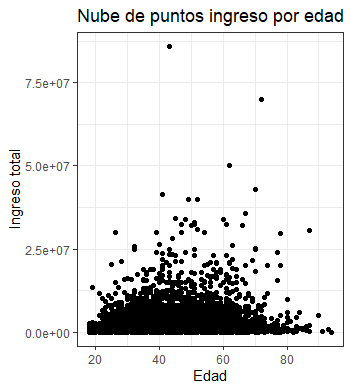 Nube de puntos ingreso por edad
Ingreso total
7.5e+07
5.0e+07
2.5e+07
0.0e+00
20 40 60 80
Edad